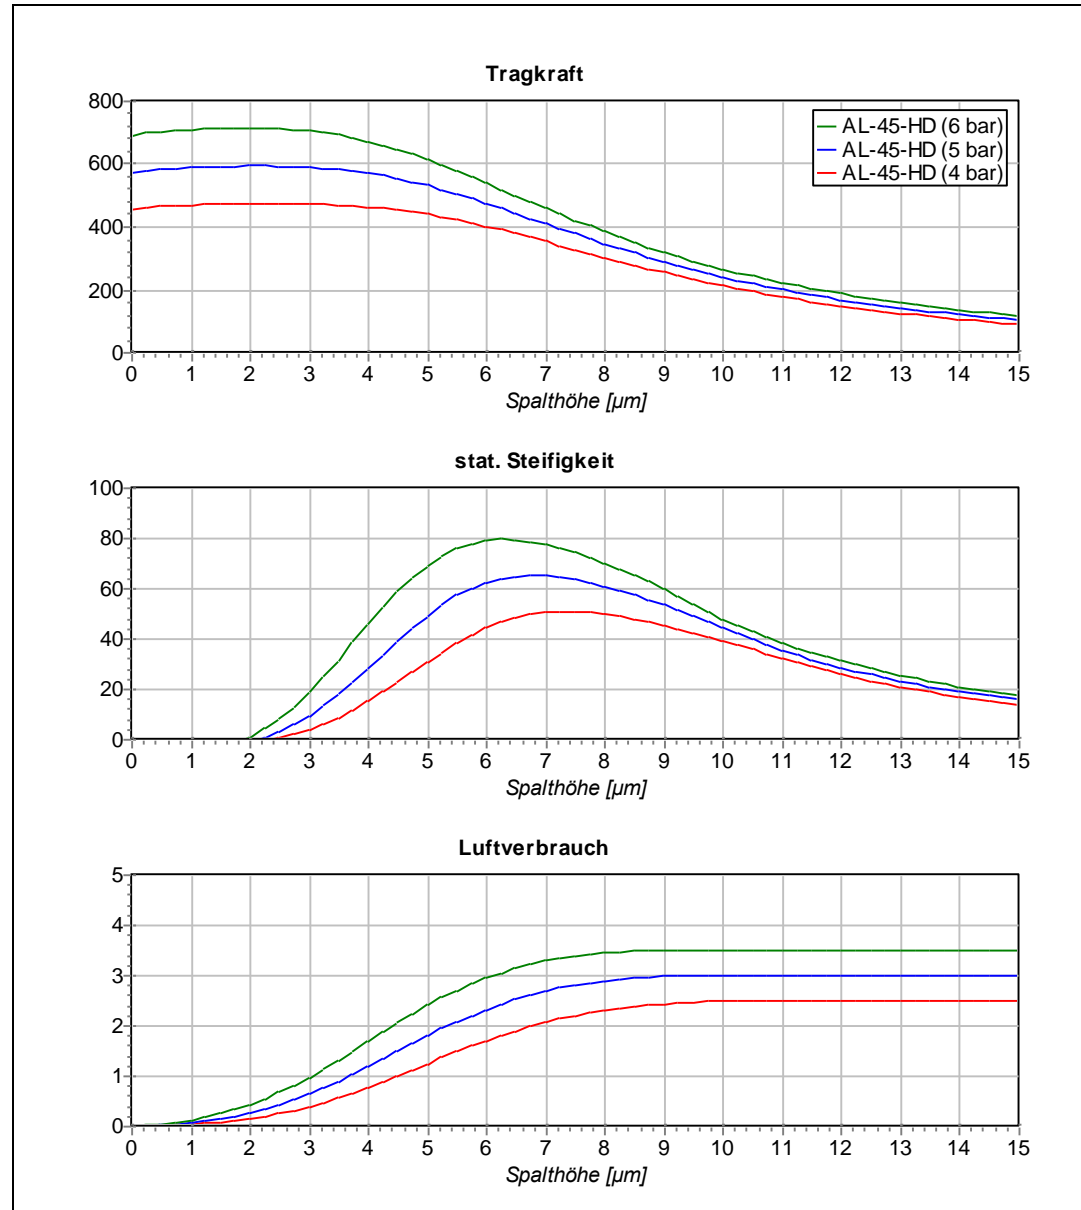 Tragkraft
800
600
400
200
0
AL-45-HD (6 bar)
AL-45-HD (5 bar)
AL-45-HD (4 bar)
0 1 2 3 4 5 6 7 8 9 10 11 12 13 14 15
Spalthöhe [µm]
stat. Steifigkeit
100
80
60
40
20
0
0 1 2 3 4 5 6 7 8 9 10 11 12 13 14 15
Spalthöhe [µm]
Luftverbrauch
5
4
3
2
1
0
0 1 2 3 4 5 6 7 8 9 10 11 12 13 14 15
Spalthöhe [µm]